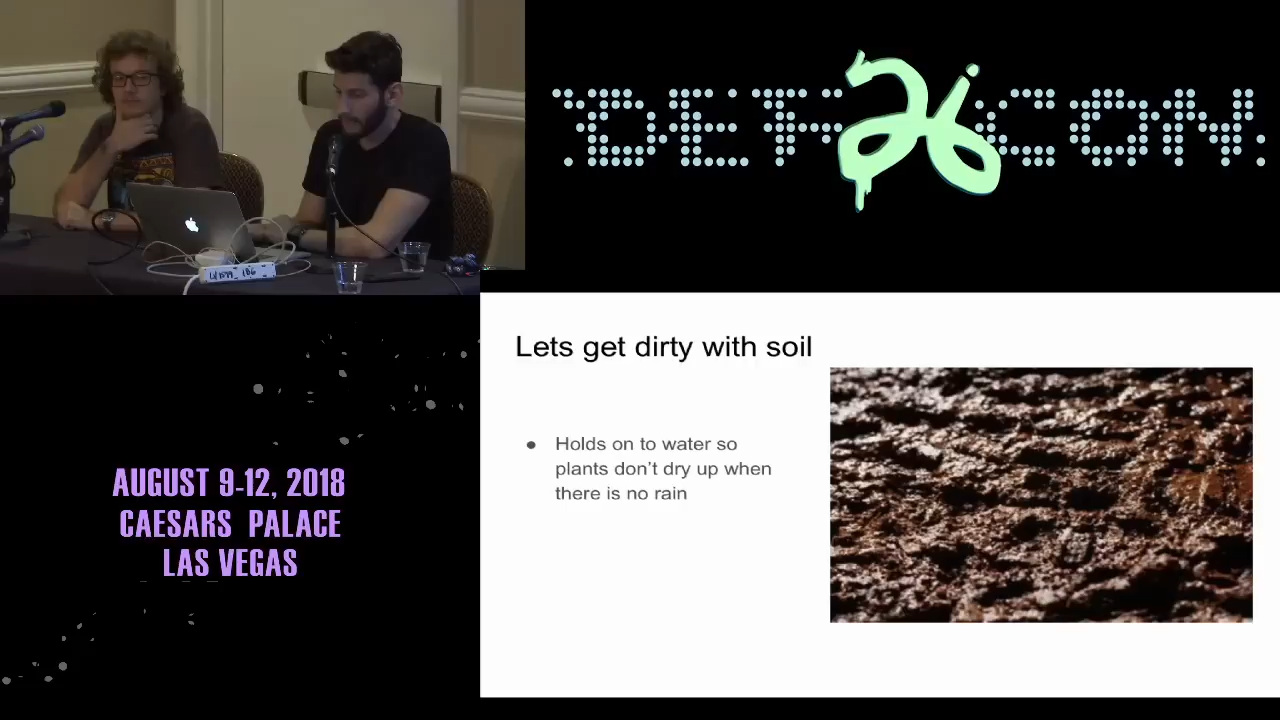 DEF 26 CON
Lets get dirty with soil
● Holds on to water so
plants don't dry up when
there is no rain
AUGUST 9-12, 2018
CAESARS PALACE
LAS VEGAS